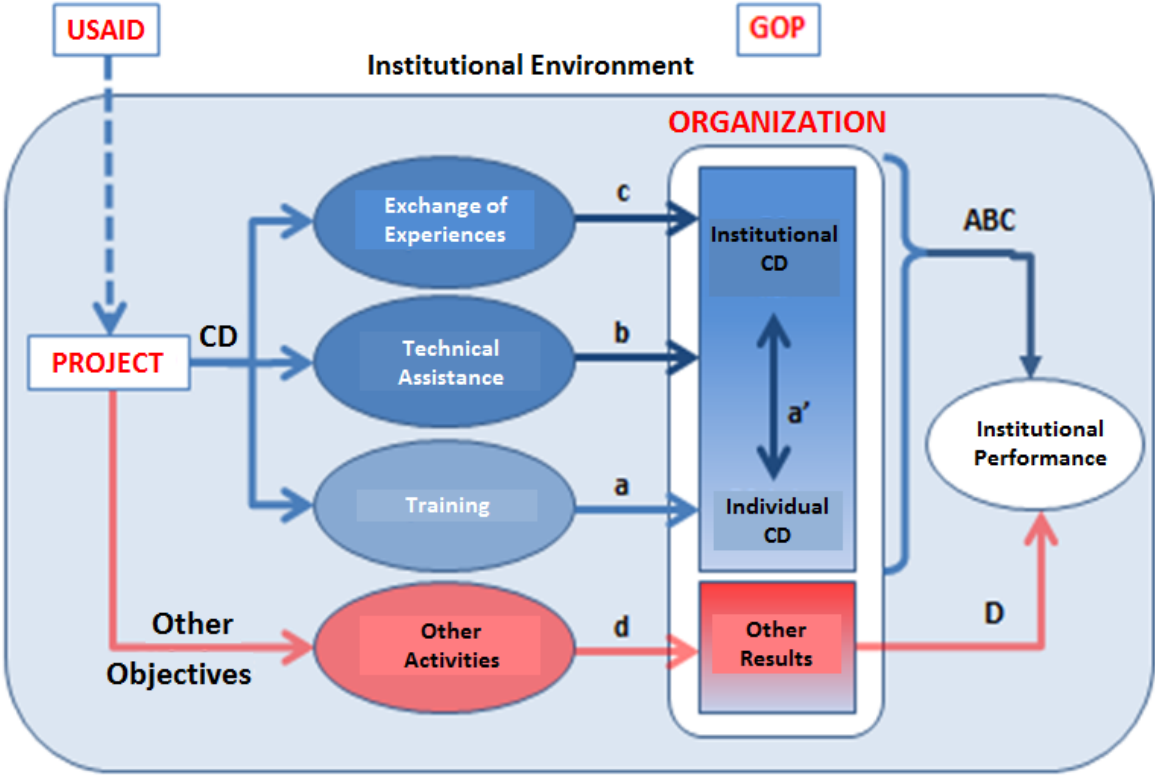 USAID
GOP
Institutional Environment
ORGANIZATION
Exchange of
Experiences
c
Institutional
CD
ABC
PROJECT
CD
Technical
Assistance
b
a’
Institutional
Performance
Training
a
Individual
CD
Other
Objectives
Other
Activities
d
Other
Results
D